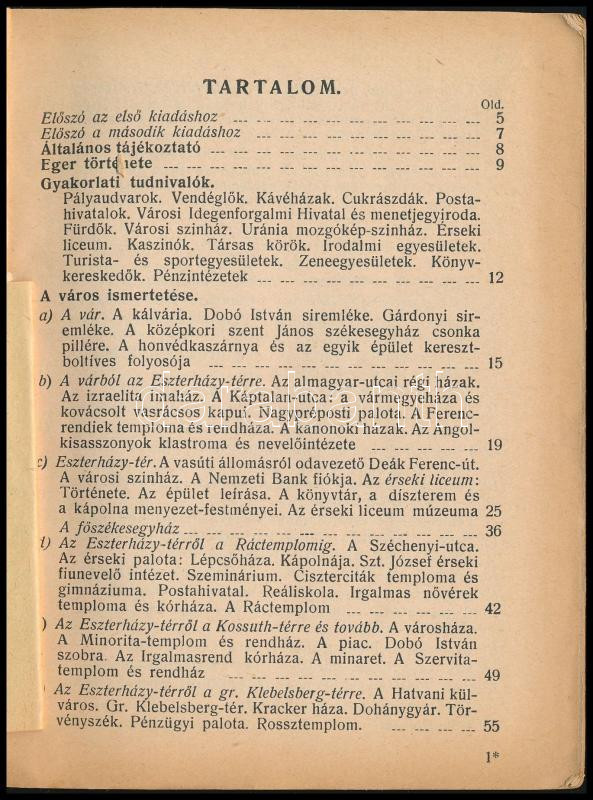 TARTALOM.
Old.
Előszó az első kiadáshoz 5
Előszó a második kiadáshoz 7
Általános tájékoztató 8
Eger története 9
Gyakorlati tudnivalók.
Pályaudvarok. Vendéglők. Kávéházak. Cukrászdák. Posta-
hivatalok. Városi Idegenforgalmi Hivatal és menetjegyiroda.
Fürdők. Városi szinház. Uránia mozgókép-szinház. Érseki
liceum. Kaszinók. Társas körök. Irodalmi egyesületek.
Turista- és sportegyesületek. Zeneegyesületek. Könyv-
kereskedők. Pénzintézetek 12
A város ismertetése.
a) A vár. A kálvária. Dobó István siremléke. Gárdonyi sir-
emléke. A középkori szent János székesegyház csonka
pillére. A honvédkaszárnya és az egyik épület kereszt-
boltíves folyosója 15
b) A várból az Eszterházy-térre. Az almagyar-utcai régi házak.
Az izraelita imaház. A Káptalan-utca: a vármegyeháza és
kovácsolt vasrácsos kapui. Nagypréposti palota. A Ferenc-
rendiek temploma és rendháza. A kanonoki házak. Az Angol-
kisasszonyok klastroma és nevelőintézete 19
c) Eszterházy-tér. A vasúti állomásról odavezető Deák Ferenc-út.
A városi szinház. A Nemzeti Bank fiókja. Az érseki liceum:
Története. Az épület leírása. A könyvtár, a díszterem és
a kápolna menyezet-festményei. Az érseki liceum múzeuma 25
A főszékesegyház 36
l) Az Eszterházy-térről a Ráctemplomig. A Széchenyi-utca.
Az érseki palota: Lépcsőháza. Kápolnája. Szt. József érseki
fiunevelő intézet. Szeminárium. Ciszterciták temploma és
gimnáziuma. Postahivatal. Reáliskola. Irgalmas nővérek
temploma és kórháza. A Ráctemplom 42
) Az Eszterházy-térről a Kossuth-térre és tovább. A városháza.
A Minorita-templom és rendház. A piac. Dobó István
szobra. Az Irgalmasrend kórháza. A minaret. A Szervita-
templom és rendház 49
) Az Eszterházy-térről a gr. Klebelsberg-térre. A Hatvani kül-
város. Gr. Klebelsberg-tér. Kracker háza. Dohánygyár. Tör-
vényszék. Pénzügyi palota. Rossztemplom. 55
1*